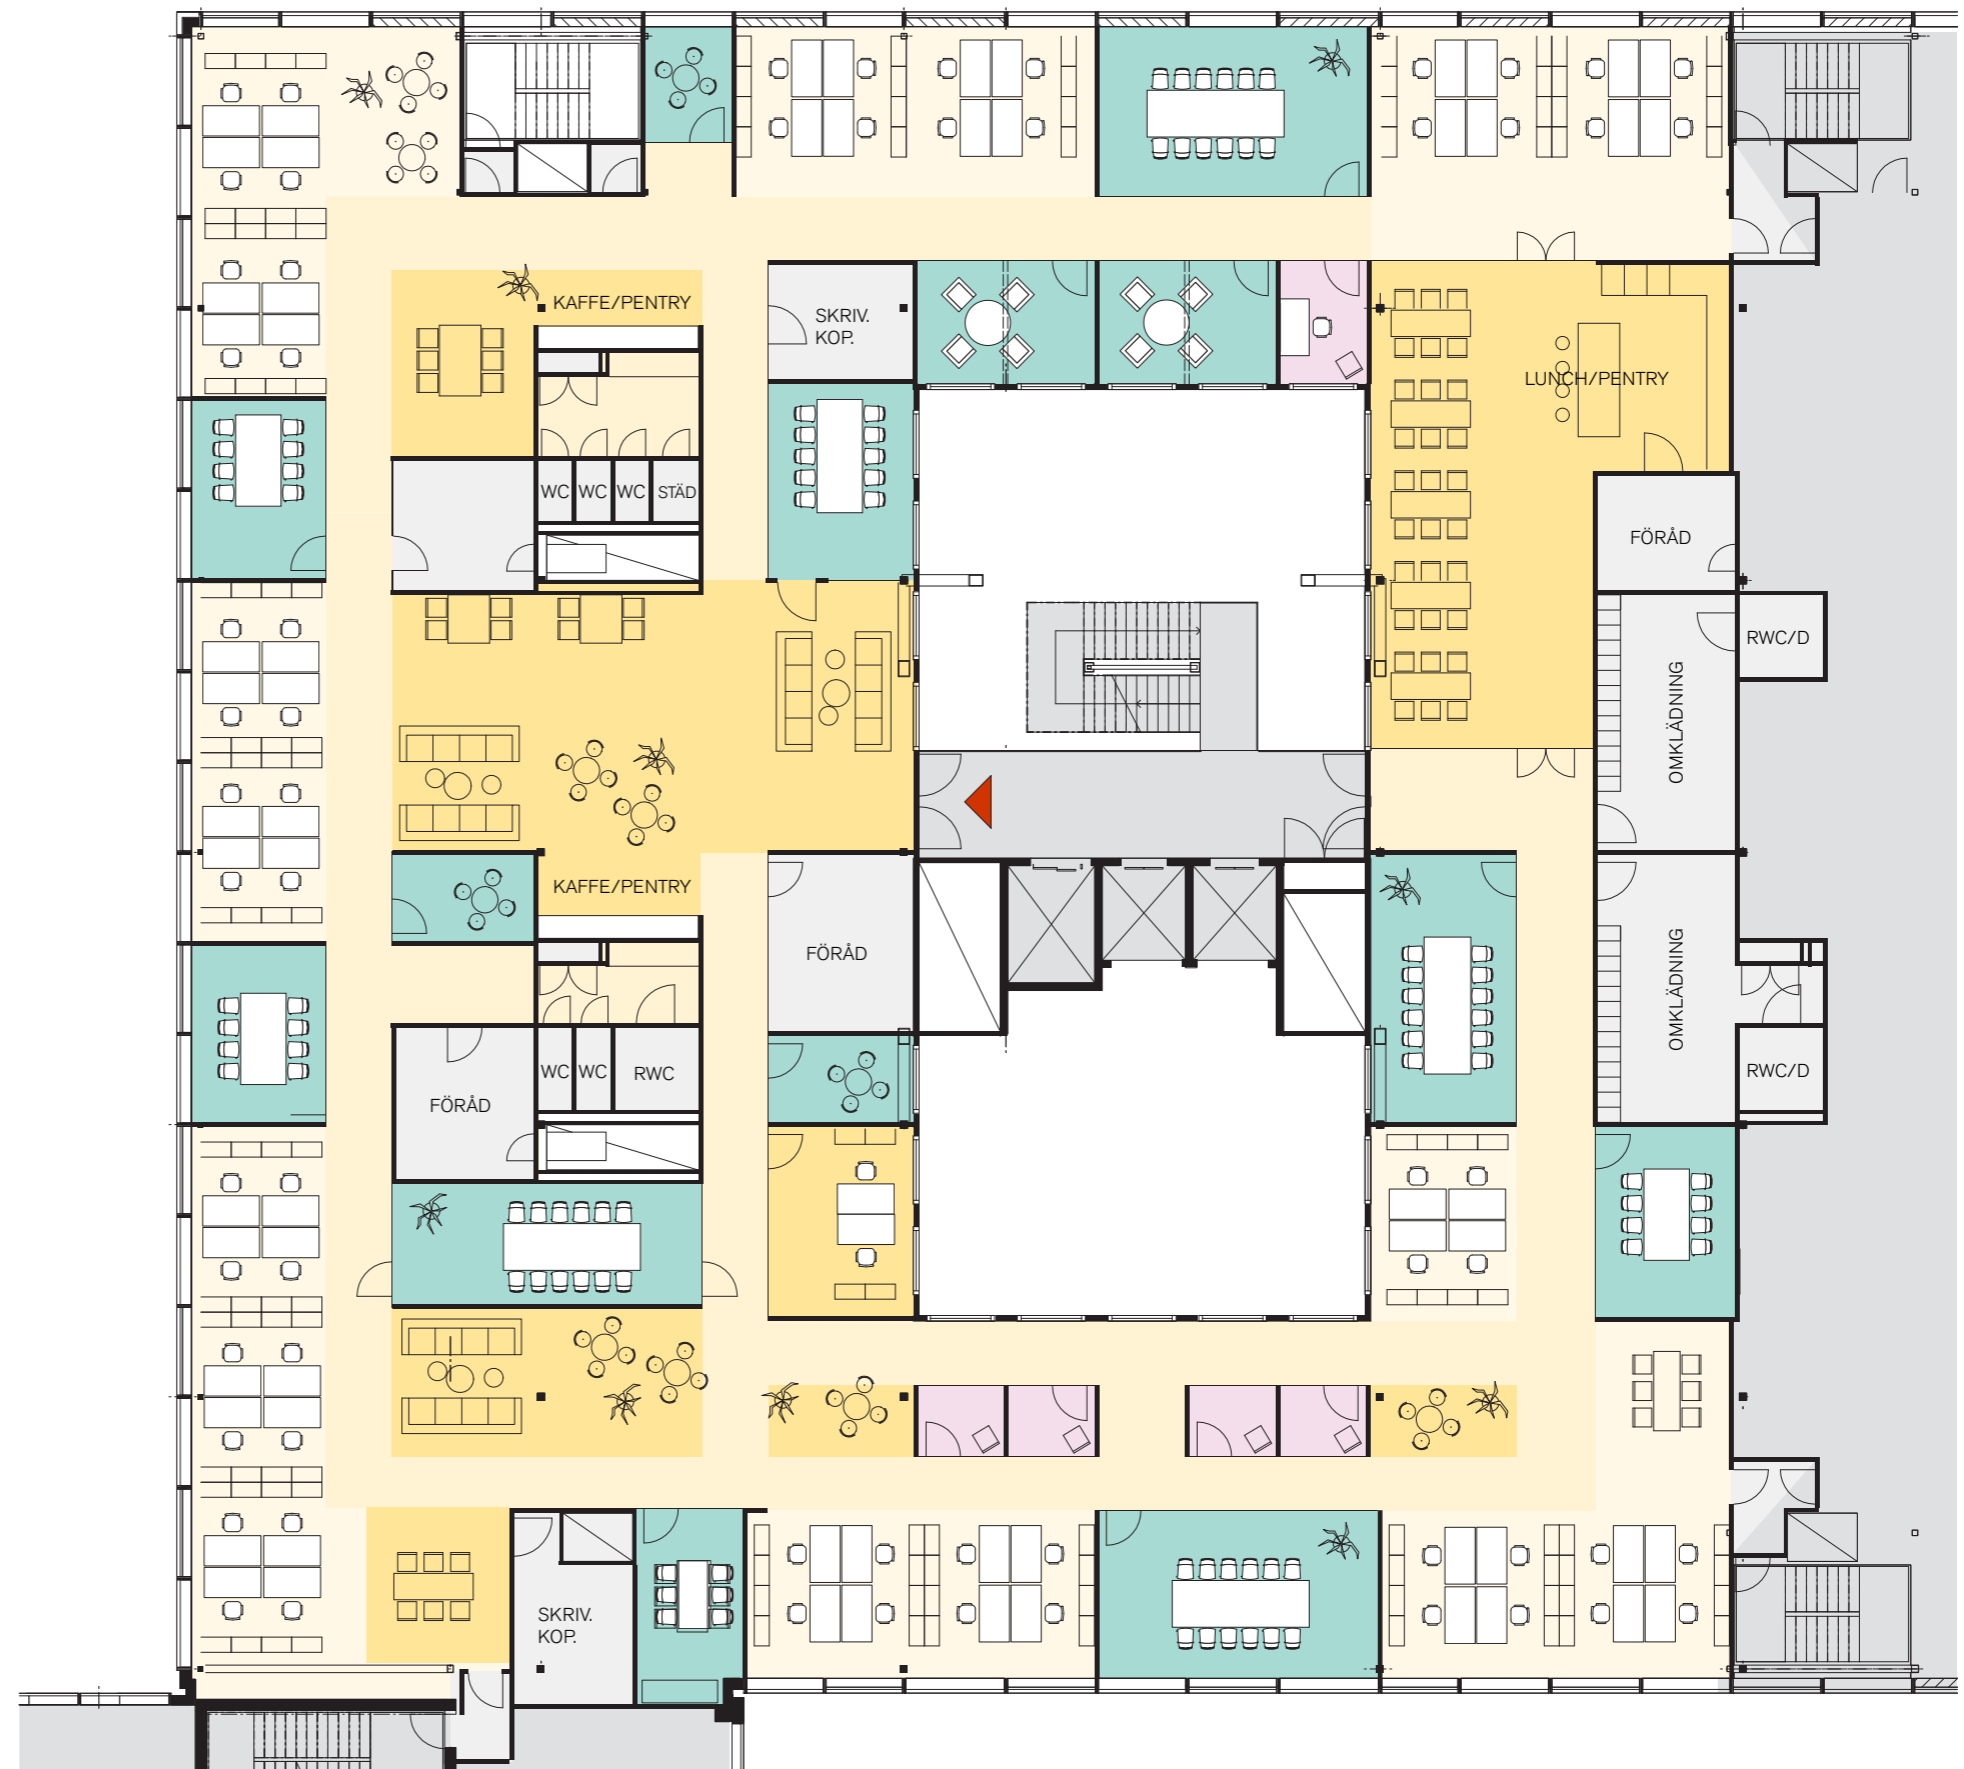 KAFFE/PENTRY
SKRIV.
KOP.
LUNCH/PENTRY
WC
WC
WC
STÄD
FÖRÅD
RWC/D
OMKLÄDNING
KAFFE/PENTRY
FÖRÅD
OMKLÄDNING
WC
WC
RWC
RWC/D
FÖRÅD
SKRIV.
KOP.